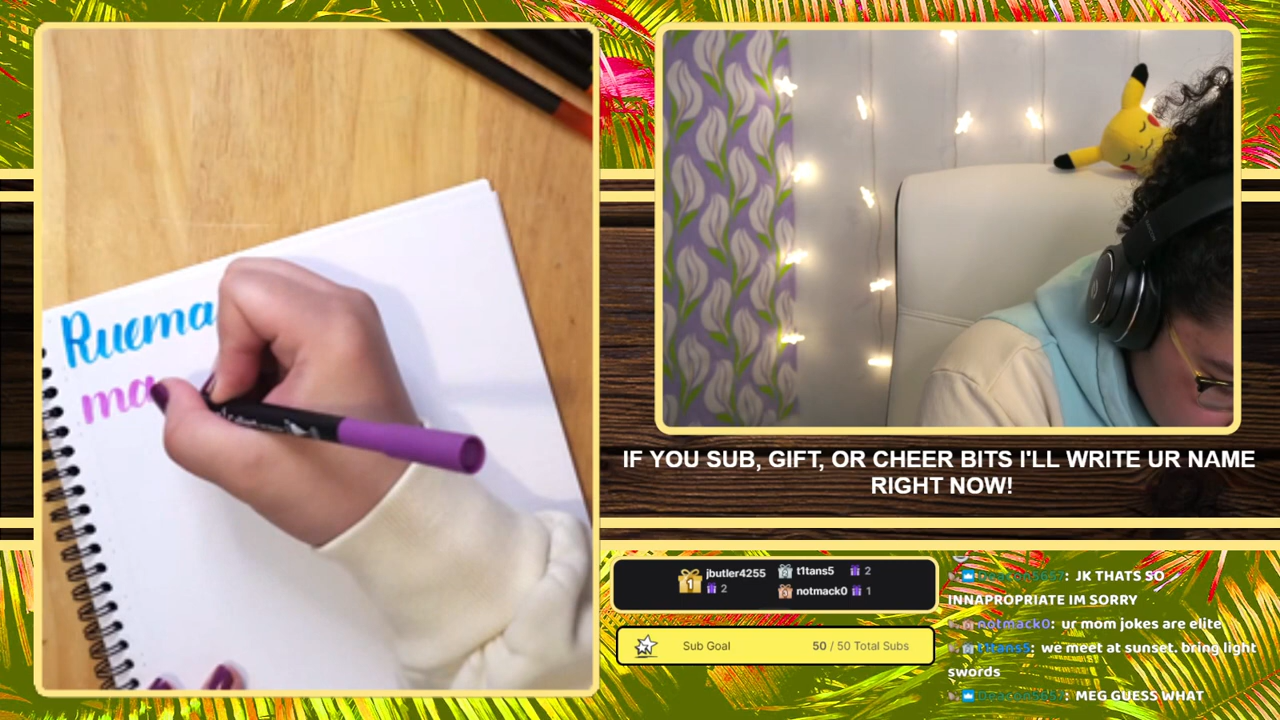 Ruema
ma
IF YOU SUB, GIFT, OR CHEER BITS I'LL WRITE UR NAME
RIGHT NOW!
1 jbutler4255
2
t1tans5 2
notmack0 1
Sub Goal 50 / 50 Total Subs
: JK THATS SO
INNAPROPRIATE IM SORRY
notmack0: ur mom jokes are elite
t1tans5: we meet at sunset. bring light
swords
: MEG GUESS WHAT